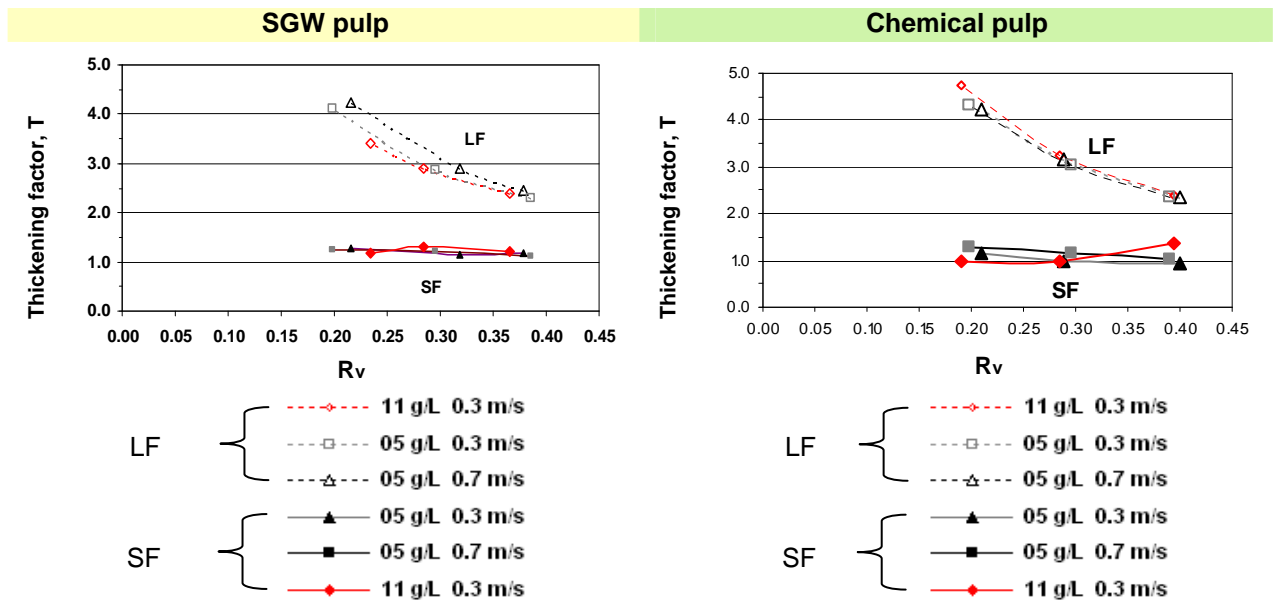 SGW pulp
Chemical pulp
Thickening factor, T
5.0
4.0
3.0
2.0
1.0
0.0
LF
SF
0.00 0.05 0.10 0.15 0.20 0.25 0.30 0.35 0.40 0.45
Rv
Thickening factor, T
5.0
4.0
3.0
2.0
1.0
0.0
LF
SF
0.00 0.05 0.10 0.15 0.20 0.25 0.30 0.35 0.40 0.45
Rv
LF
11 g/L 0.3 m/s
05 g/L 0.3 m/s
05 g/L 0.7 m/s
SF
05 g/L 0.3 m/s
05 g/L 0.7 m/s
11 g/L 0.3 m/s
LF
11 g/L 0.3 m/s
05 g/L 0.3 m/s
05 g/L 0.7 m/s
SF
05 g/L 0.3 m/s
05 g/L 0.7 m/s
11 g/L 0.3 m/s